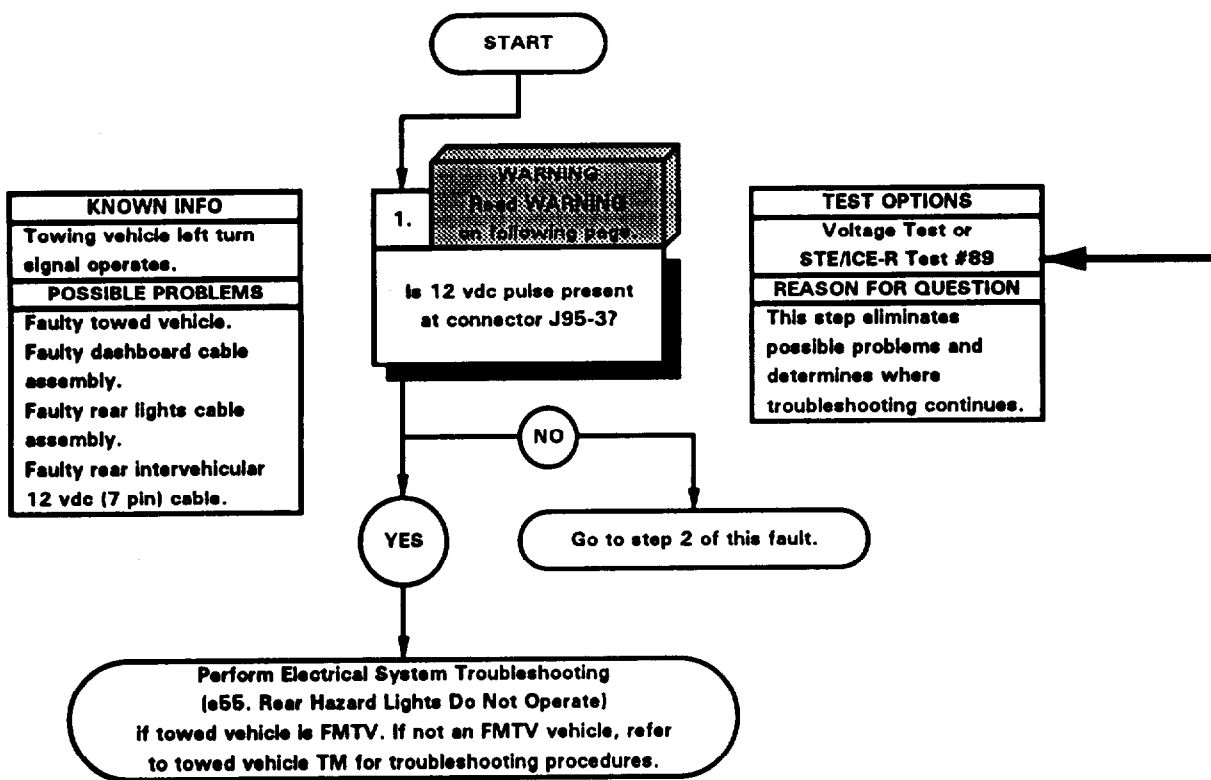 START
WARNING
Read WARNING
on following page
1.
Is 12 vdc pulse present
at connector J95-3?
KNOWN INFO
Towing vehicle left turn
signal operates.
POSSIBLE PROBLEMS
Faulty towed vehicle.
Faulty dashboard cable
assembly.
Faulty rear lights cable
assembly.
Faulty rear intervehicular
12 vdc (7 pin) cable.
TEST OPTIONS
Voltage Test or
STE/ICE-R Test #89
REASON FOR QUESTION
This step eliminates
possible problems and
determines where
troubleshooting continues.
NO
YES
Go to step 2 of this fault.
Perform Electrical System Troubleshooting
(e55. Rear Hazard Lights Do Not Operate)
if towed vehicle is FMTV. If not an FMTV vehicle, refer
to towed vehicle TM for troubleshooting procedures.